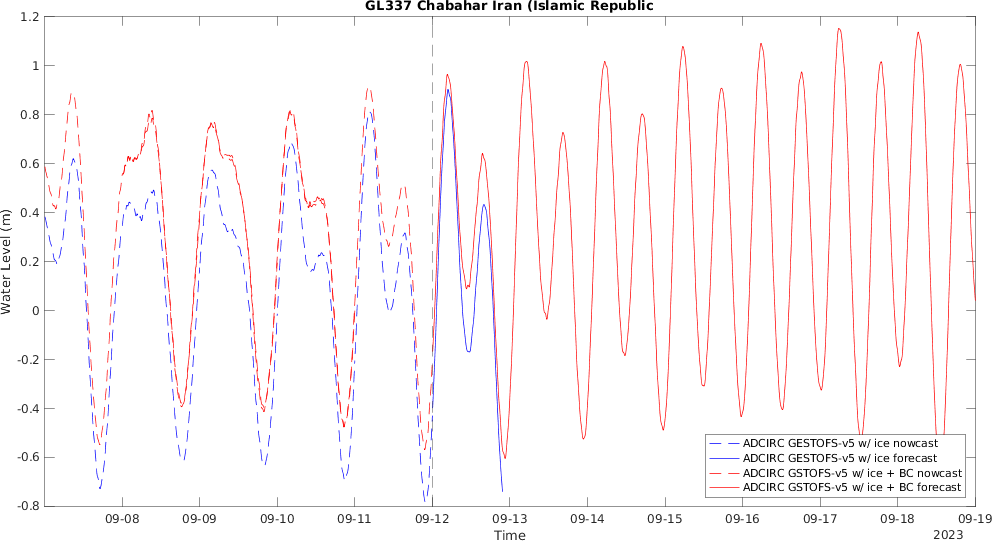 GL337 Chabahar Iran (Islamic Republic
1.2
1
0.8
0.6
0.4
0.2
0
-0.2
-0.4
-0.6
-0.8
Water Level (m)
ADCIRC GESTOFS-v5 w/ ice nowcast
ADCIRC GESTOFS-v5 w/ ice forecast
ADCIRC GSTOFS-v5 w/ ice + BC nowcast
ADCIRC GSTOFS-v5 w/ ice + BC forecast
09-08 09-09 09-10 09-11 09-12 09-13 09-14 09-15 09-16 09-17 09-18 09-19
Time
2023